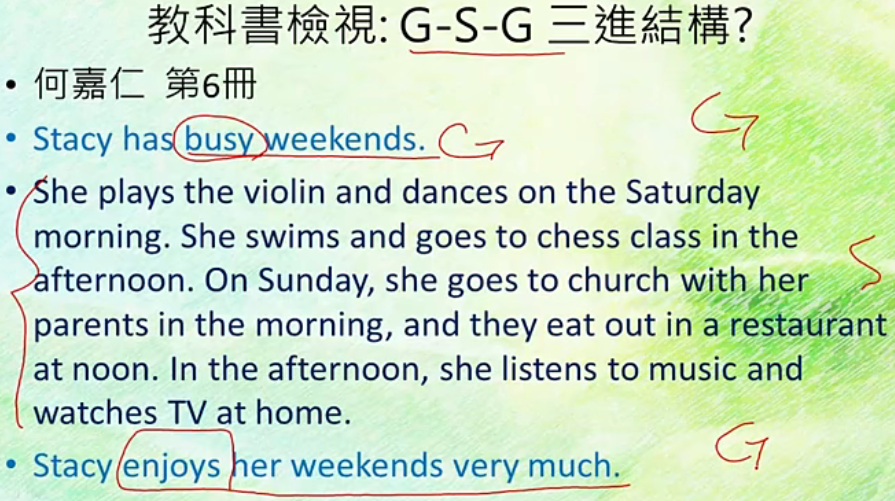 教科書檢視: G-S-G 三進結構?
• 何嘉仁 第6冊
G
• Stacy has busy weekends. G
• She plays the violin and dances on the Saturday
morning. She swims and goes to chess class in the
afternoon. On Sunday, she goes to church with her
S
parents in the morning, and they eat out in a restaurant
at noon. In the afternoon, she listens to music and
watches TV at home.
G
• Stacy enjoys her weekends very much.